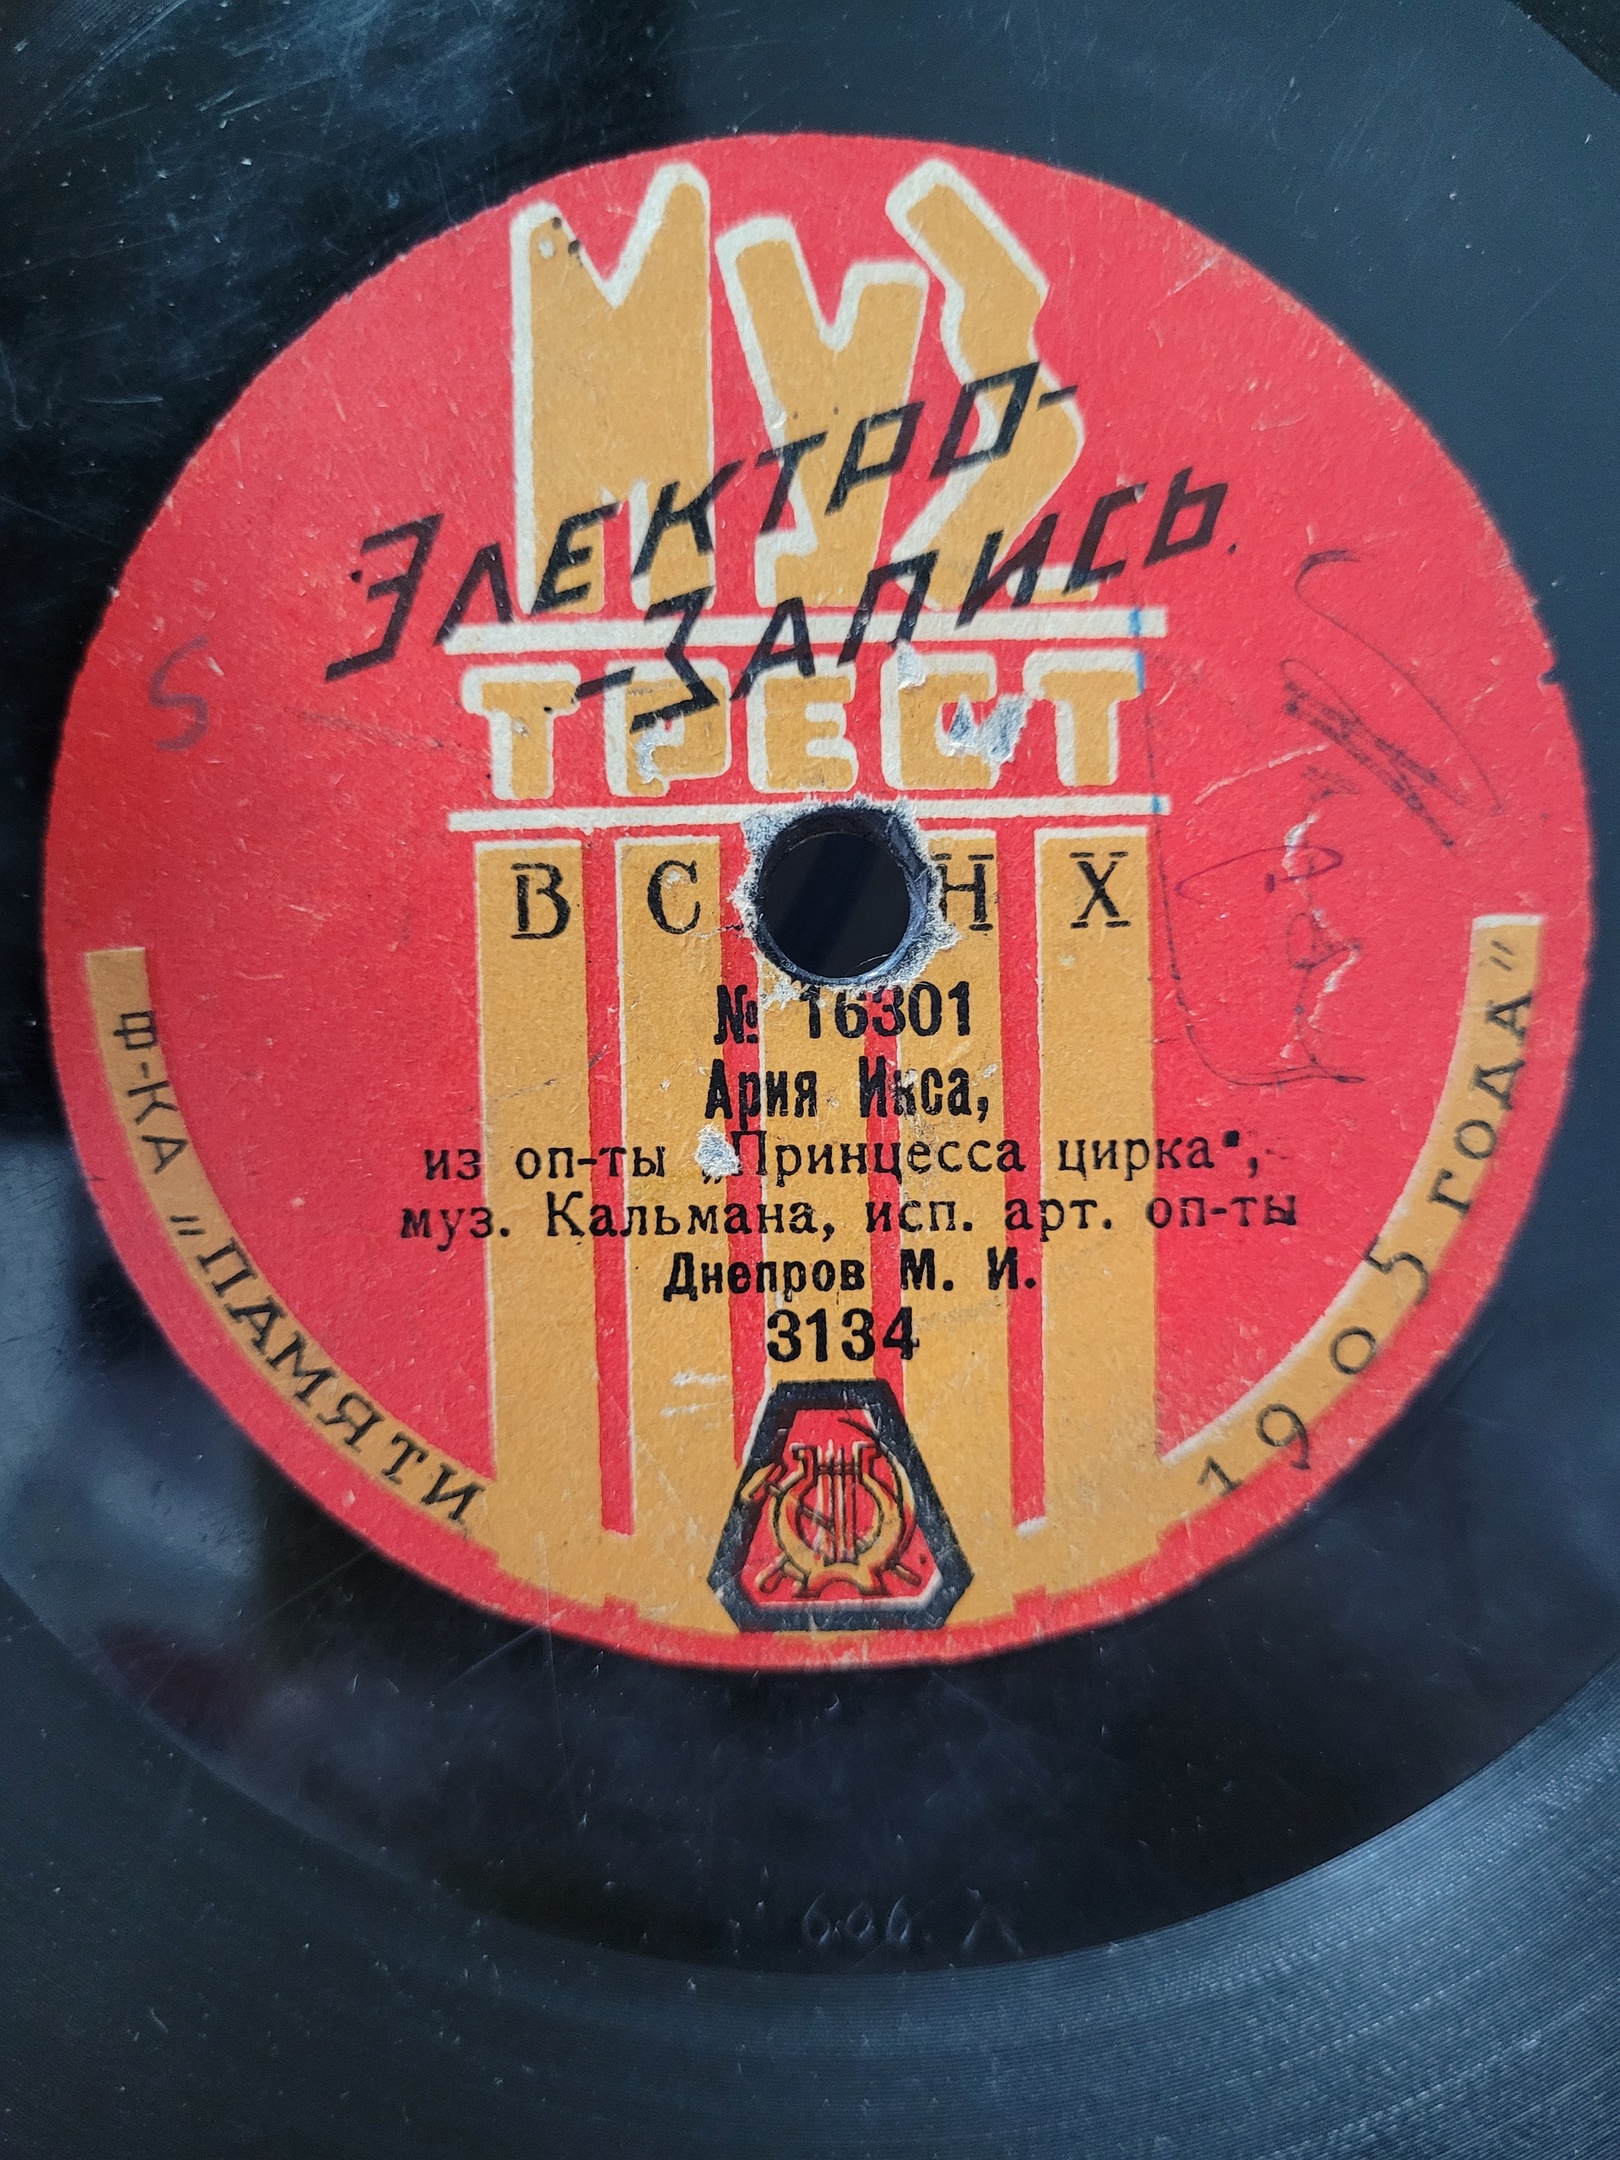 Муз
ЭЛЕКТРО-
-ЗАПИСЬ.
ТРЕСТ
В С Н Х
№ 16301
Ария Икса,
из оп-ты „Принцесса цирка“,
муз. Кальмана, исп. арт. оп-ты
Днепров М. И.
3134
Ф-КА „ПАМЯТИ 1905 ГОДА"
5